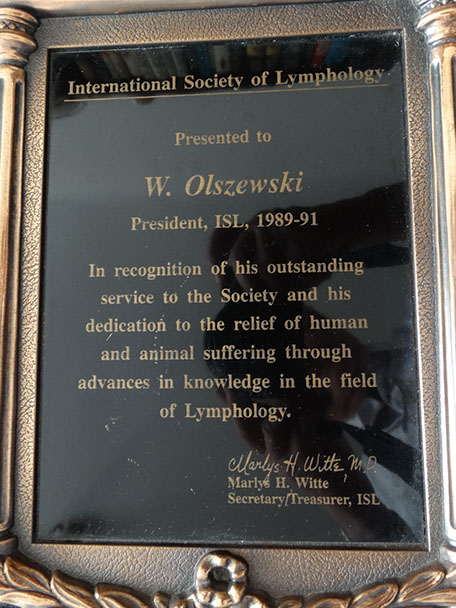 International Society of Lymphology
Presented to
W. Olszewski
President, ISL, 1989-91
In recognition of his outstanding
service to the Society and his
dedication to the relief of human
and animal suffering through
advances in knowledge in the field
of Lymphology.
Marlys H. Witte, M.D.
Marlys H. Witte
Secretary/Treasurer, ISL